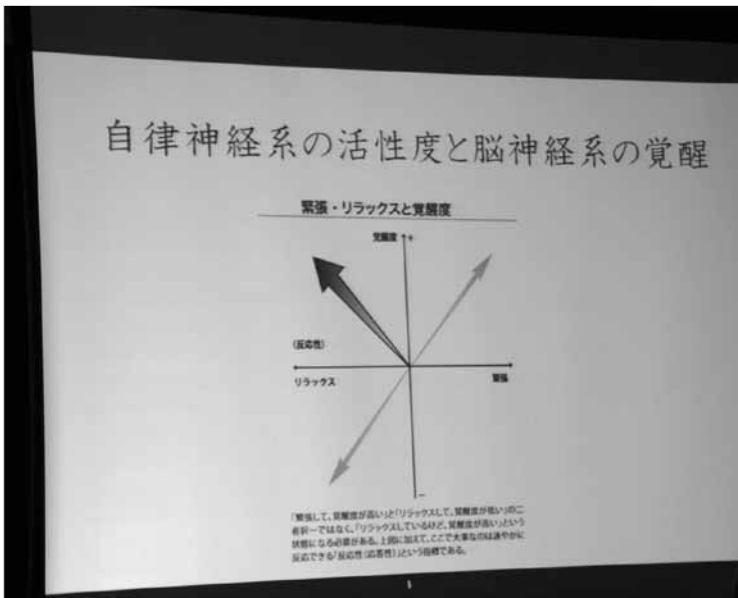 自律神経系の活性度と脳神経系の覚醒
緊張・リラックスと覚醒度
覚醒度 +
(反応性)
リラックス
緊張
−
「緊張して、覚醒度が高い」と「リラックスして、覚醒度が低い」の二
者択一ではなく、「リラックスしているけど、覚醒度が高い」という
状態になる必要がある。上図に加えて、ここで大事なのは速やかに
反応できる「反応性(応答性)」という指標である。